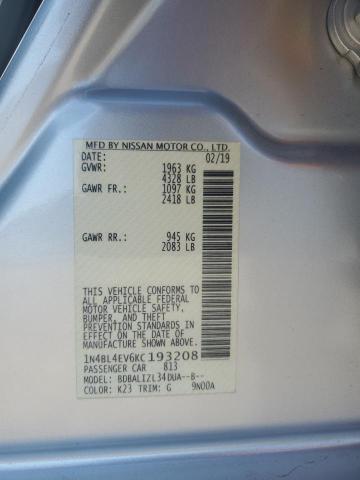 MFD BY NISSAN MOTOR CO., LTD.
DATE: 02/19
GVWR: 1963 KG
4328 LB
GAWR FR: 1097 KG
2418 LB
GAWR RR: 945 KG
2083 LB
THIS VEHICLE CONFORMS TO
ALL APPLICABLE FEDERAL
MOTOR VEHICLE SAFETY,
BUMPER, AND THEFT
PREVENTION STANDARDS
IN EFFECT ON THE DATE OF
MANUFACTURE SHOWN ABOVE.
1N4BL4EV6KC193208
PASSENGER CAR 813
MODEL: BDBALIZL34DUA--B--
COLOR: K23 TRIM: G 9N00A